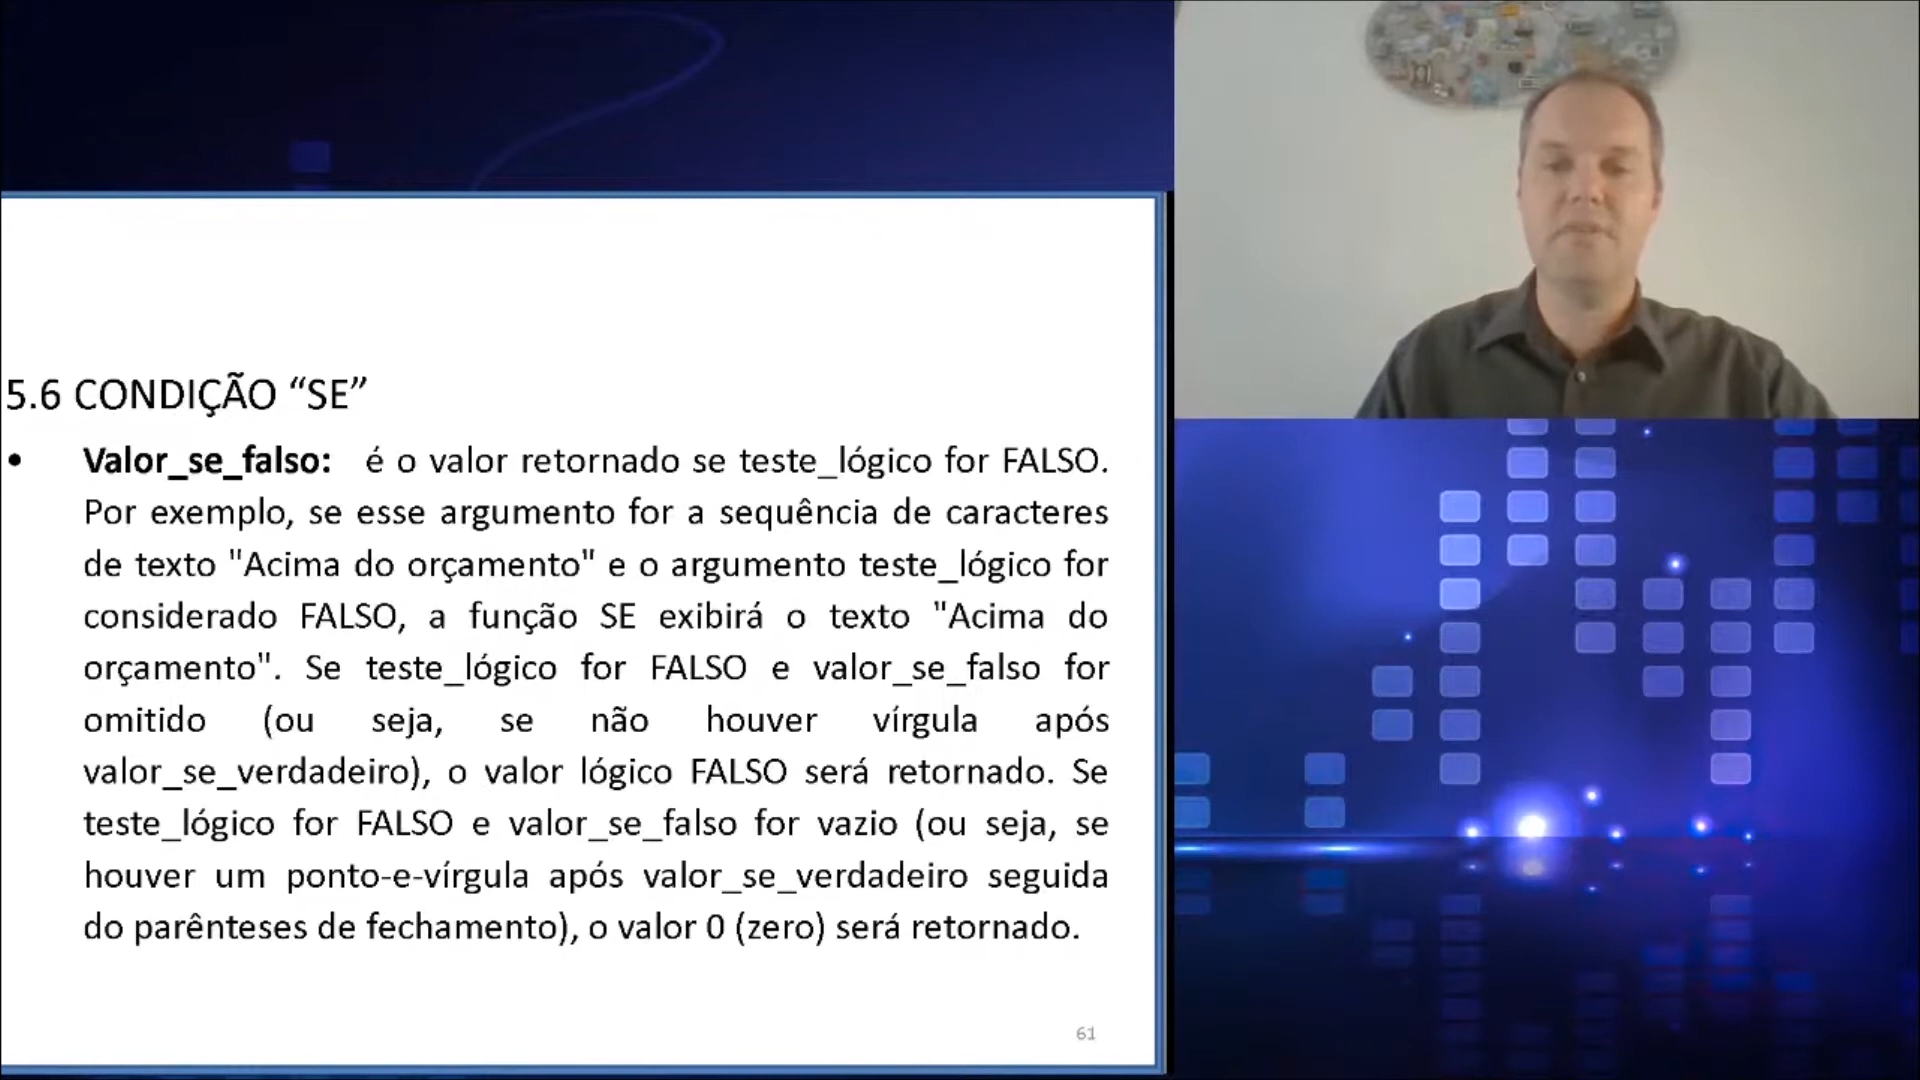 5.6 CONDIÇÃO “SE”
• Valor_se_falso: é o valor retornado se teste_lógico for FALSO.
Por exemplo, se esse argumento for a sequência de caracteres
de texto "Acima do orçamento" e o argumento teste_lógico for
considerado FALSO, a função SE exibirá o texto "Acima do
orçamento". Se teste_lógico for FALSO e valor_se_falso for
omitido (ou seja, se não houver vírgula após
valor_se_verdadeiro), o valor lógico FALSO será retornado. Se
teste_lógico for FALSO e valor_se_falso for vazio (ou seja, se
houver um ponto-e-vírgula após valor_se_verdadeiro seguida
do parênteses de fechamento), o valor 0 (zero) será retornado.
61